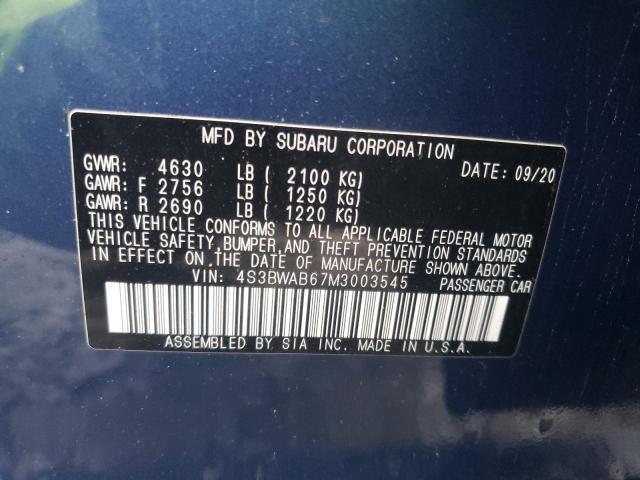 MFD BY SUBARU CORPORATION
GVWR: 4630 LB ( 2100 KG) DATE: 09/20
GAWR: F 2756 LB ( 1250 KG)
GAWR: R 2690 LB ( 1220 KG)
THIS VEHICLE CONFORMS TO ALL APPLICABLE FEDERAL MOTOR
VEHICLE SAFETY, BUMPER, AND THEFT PREVENTION STANDARDS
IN EFFECT ON THE DATE OF MANUFACTURE SHOWN ABOVE.
VIN: 4S3BWAB67M3003545 PASSENGER CAR
ASSEMBLED BY SIA INC. MADE IN U.S.A.